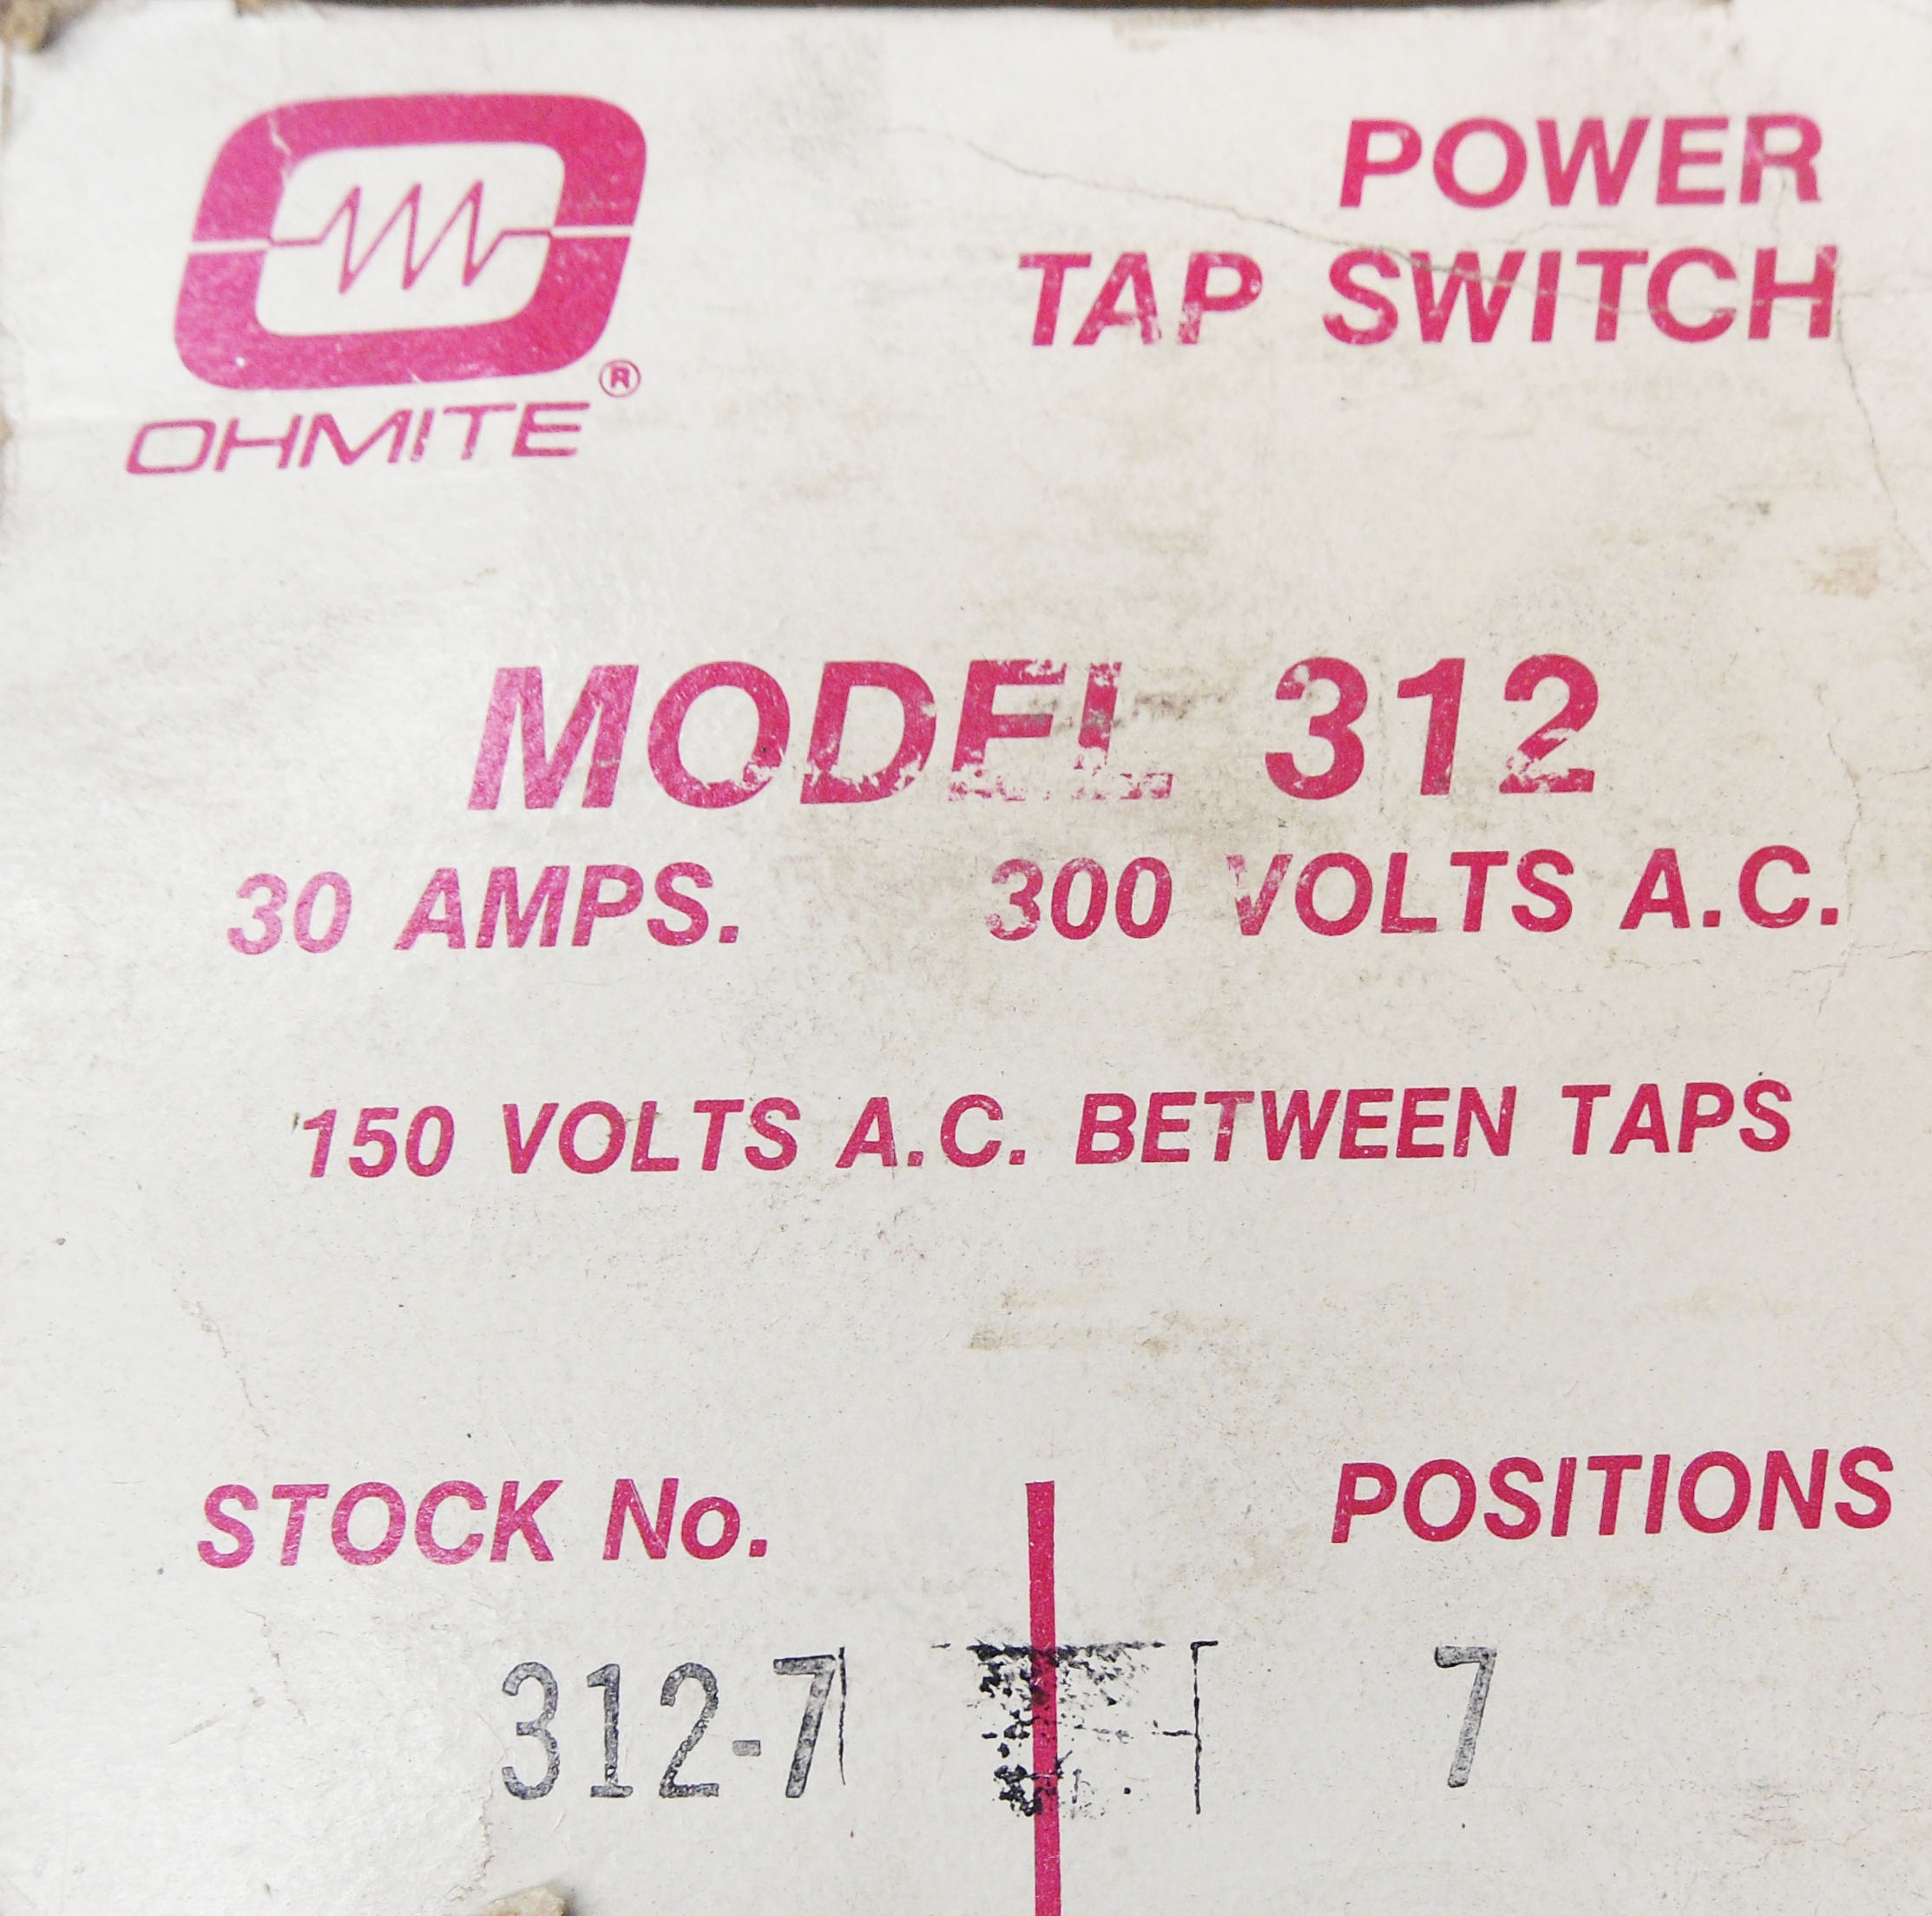 POWER
TAP SWITCH
®
OHMITE
MODEL 312
30 AMPS. 300 VOLTS A.C.
150 VOLTS A.C. BETWEEN TAPS
STOCK No. POSITIONS
312-7 7